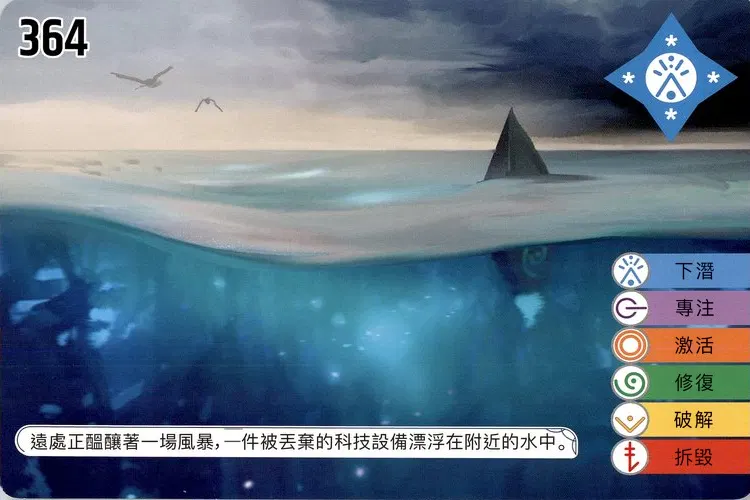 364
下潛
專注
激活
修復
破解
拆毀
遠處正醞釀著一場風暴，一件被丟棄的科技設備漂浮在附近的水中。